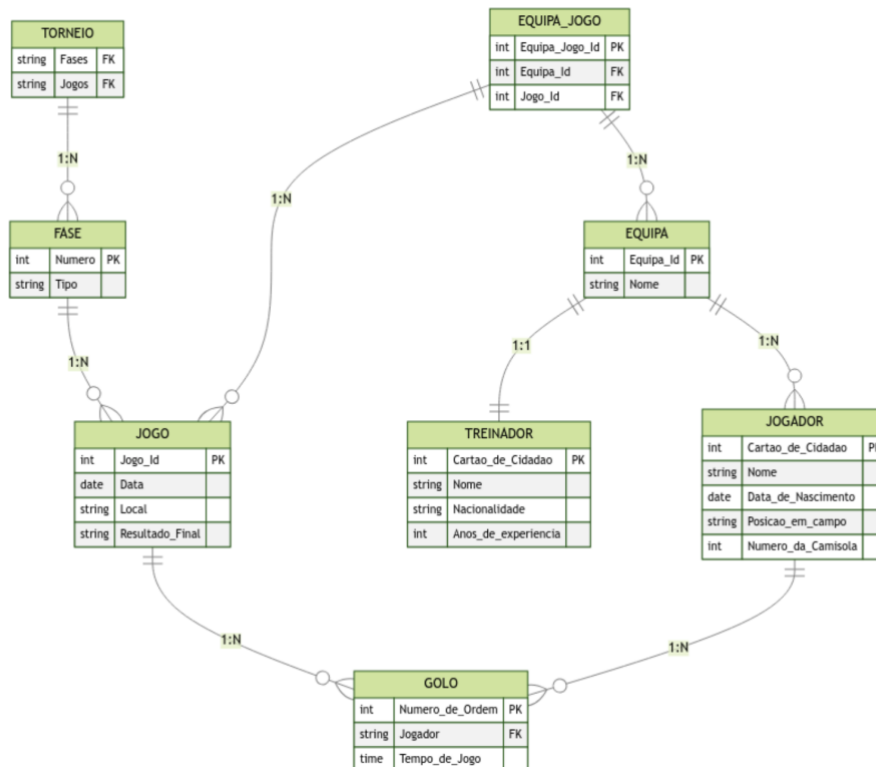 TORNEIO
string Fases FK
string Jogos FK
EQUIPA_JOGO
int Equipa_Jogo_Id PK
int Equipa_Id FK
int Jogo_Id FK
1:N
1:N
1:N
FASE
int Numero PK
string Tipo
EQUIPA
int Equipa_Id PK
string Nome
1:N
1:1
1:N
JOGO
int Jogo_Id PK
date Data
string Local
string Resultado_Final
TREINADOR
int Cartao_de_Cidadao PK
string Nome
string Nacionalidade
int Anos_de_experiencia
JOGADOR
int Cartao_de_Cidadao
string Nome
date Data_de_Nascimento
string Posicao_em_campo
int Numero_da_Camisola
1:N
1:N
GOLO
int Numero_de_Ordem PK
string Jogador FK
time Tempo_de_Jogo